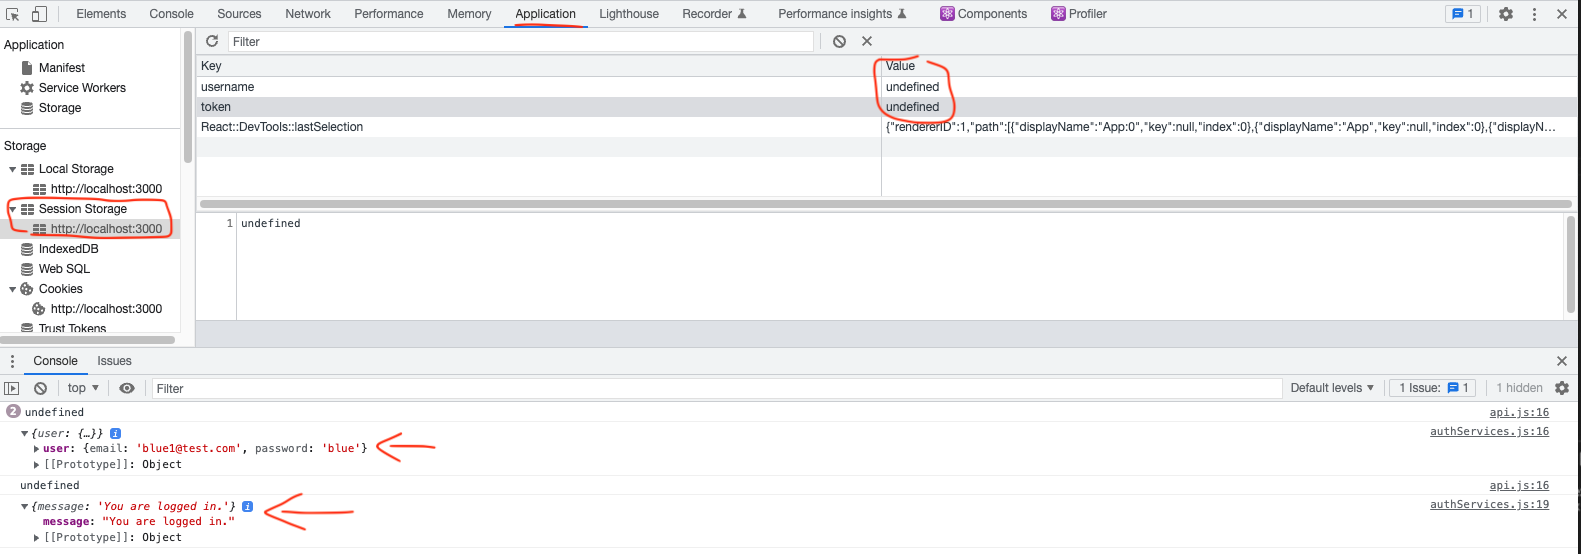 Elements Console Sources Network Performance Memory Application Lighthouse Recorder Performance insights Components Profiler 1
Application
Manifest
Service Workers
Storage
Storage
Local Storage
http://localhost:3000
Session Storage
http://localhost:3000
IndexedDB
Web SQL
Cookies
http://localhost:3000
Trust Tokens
Filter
Key Value
username undefined
token undefined
React::DevTools::lastSelection {"rendererID":1,"path":[{"displayName":"App:0","key":null,"index":0},{"displayName":"App","key":null,"index":0},{"displayN…
1 undefined
Console Issues
top Filter Default levels 1 Issue: 1 1 hidden
2 undefined api.js:16
{user: {…}} i authServices.js:16
user: {email: 'blue1@test.com', password: 'blue'}
[[Prototype]]: Object
undefined api.js:16
{message: 'You are logged in.'} i authServices.js:19
message: "You are logged in."
[[Prototype]]: Object